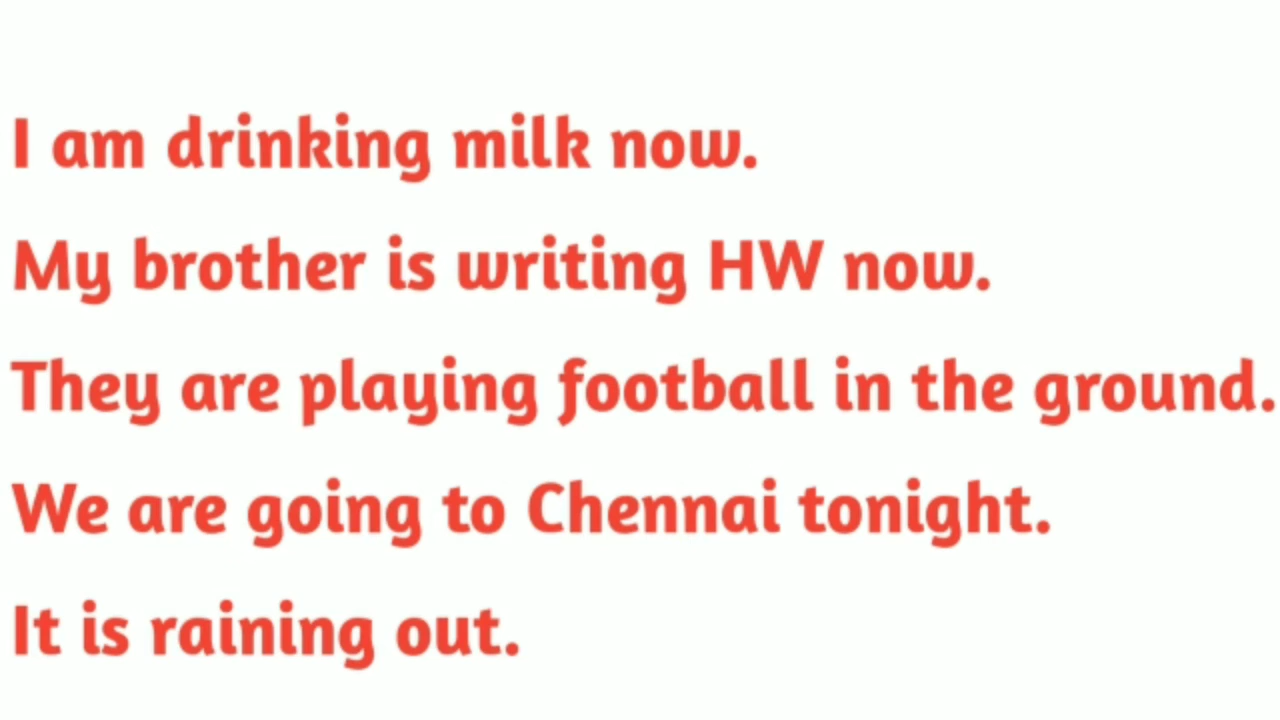 I am drinking milk now.
My brother is writing HW now.
They are playing football in the ground.
We are going to Chennai tonight.
It is raining out.